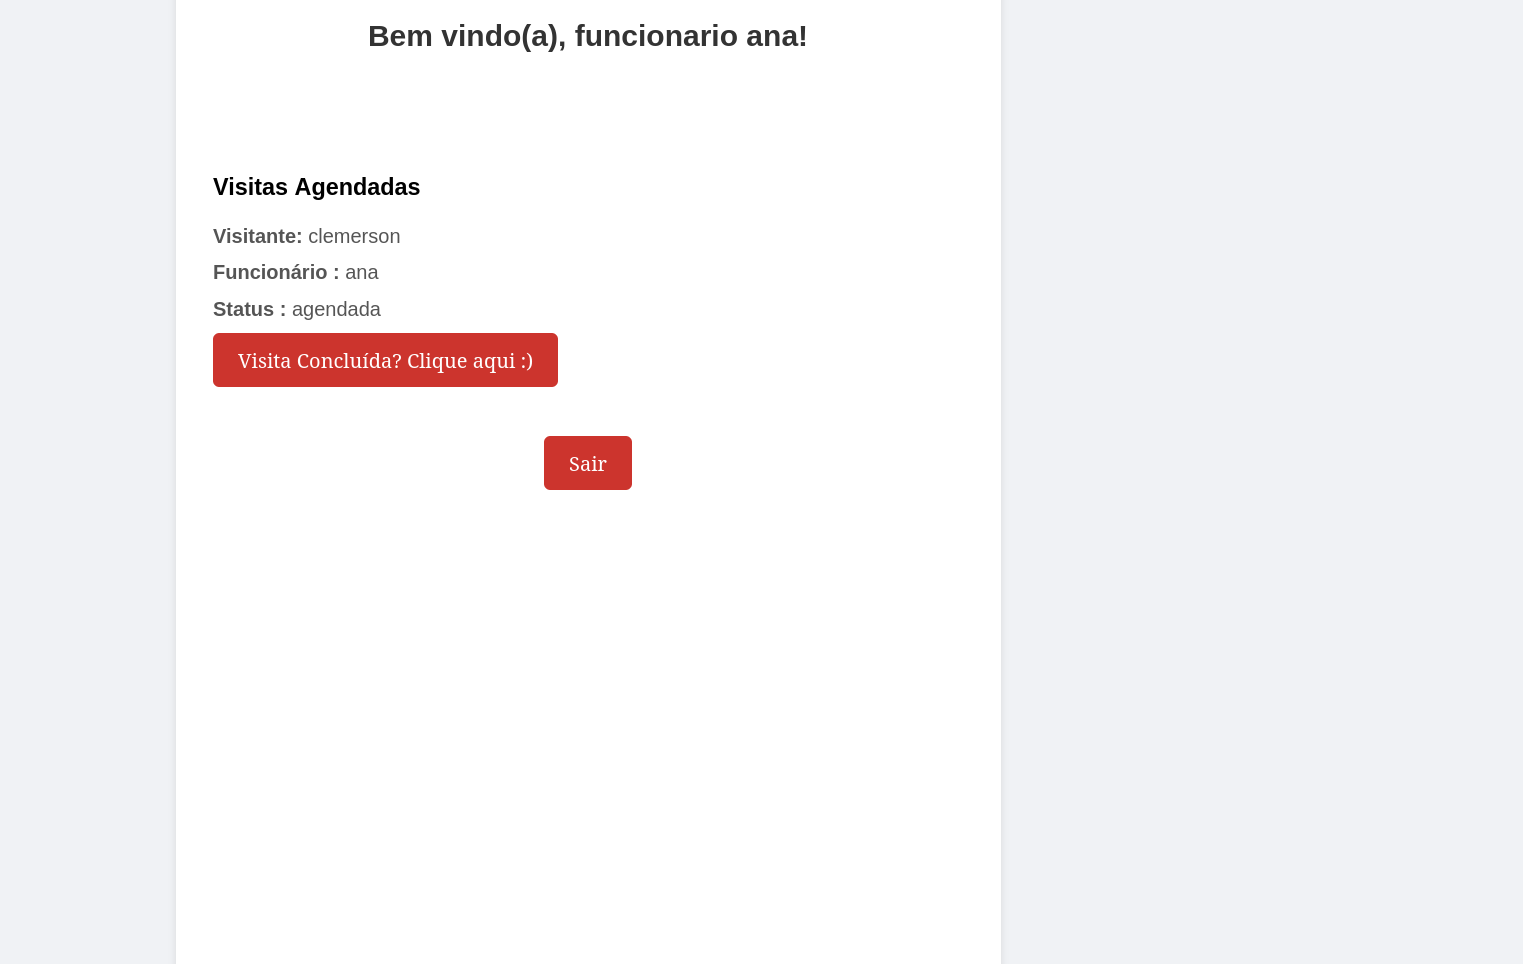 Bem vindo(a), funcionario ana!
Visitas Agendadas
Visitante: clemerson
Funcionário : ana
Status : agendada
Visita Concluída? Clique aqui :)
Sair